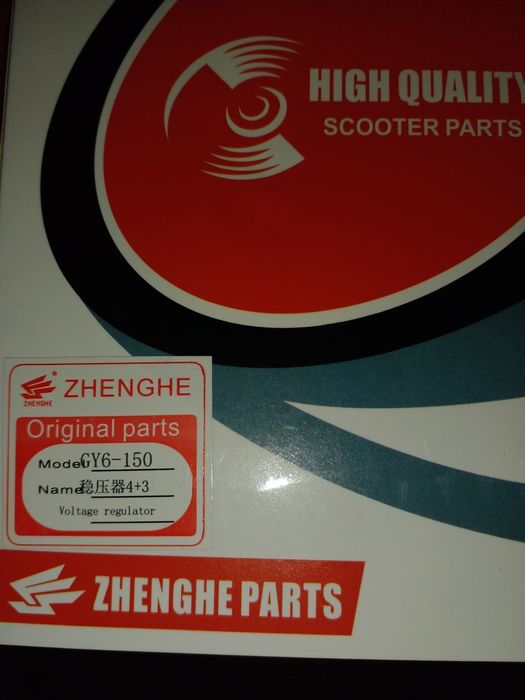 HIGH QUALITY
SCOOTER PARTS
ZHENGHE
ZHENGHE
Original parts
Model GY6-150
Name 稳压器4+3
Voltage regulator
ZHENGHE PARTS